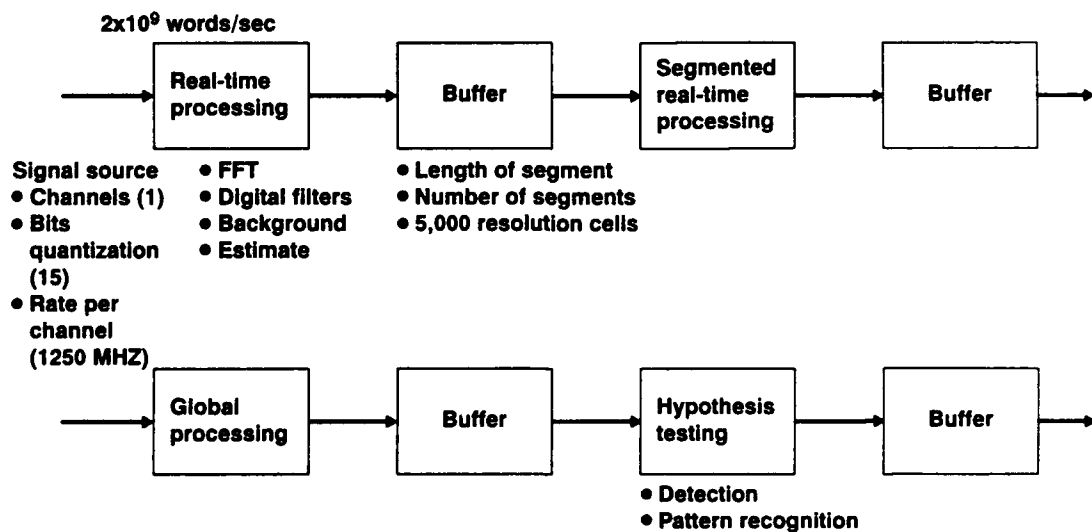 2x10⁹ words/sec
Real-time
processing
Buffer
Segmented
real-time
processing
Buffer
Signal source
● Channels (1)
● Bits
quantization
(15)
● Rate per
channel
(1250 MHZ)
● FFT
● Digital filters
● Background
● Estimate
● Length of segment
● Number of segments
● 5,000 resolution cells
Global
processing
Buffer
Hypothesis
testing
Buffer
● Detection
● Pattern recognition